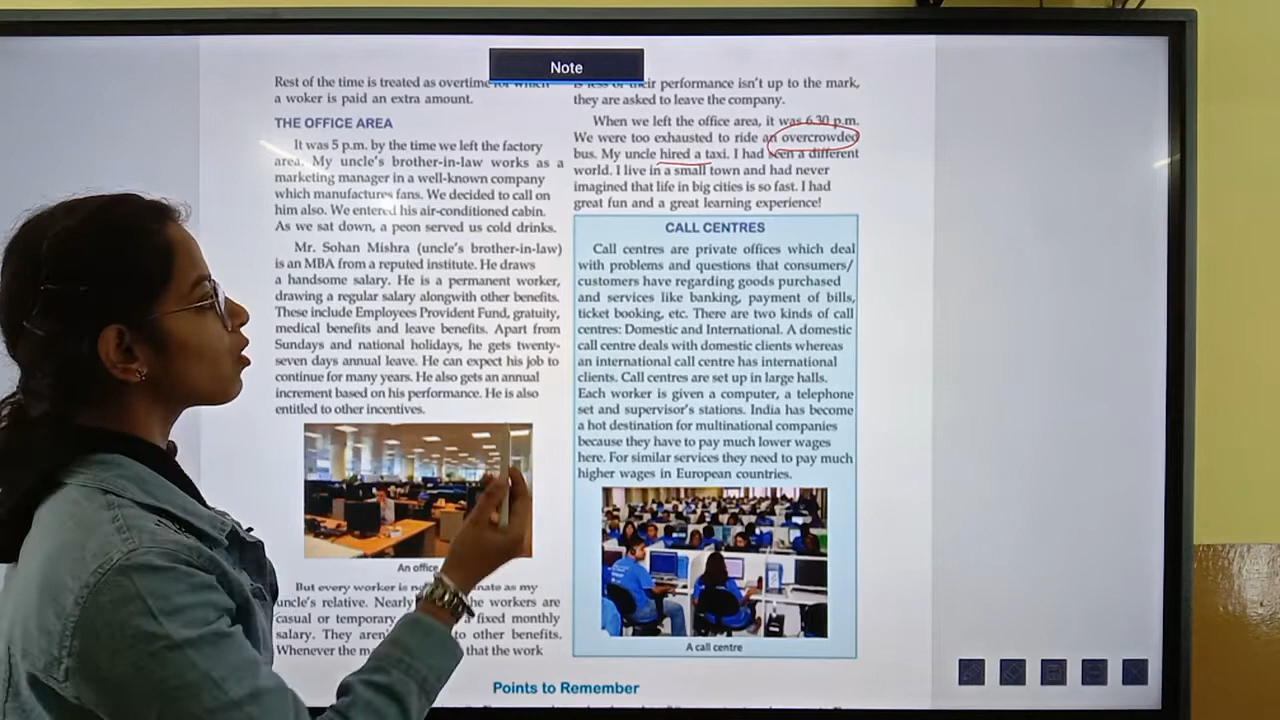 Note
Rest of the time is treated as overtime for which
a woker is paid an extra amount.
THE OFFICE AREA
It was 5 p.m. by the time we left the factory
area. My uncle's brother-in-law works as a
marketing manager in a well-known company
which manufactures fans. We decided to call on
him also. We entered his air-conditioned cabin.
As we sat down, a peon served us cold drinks.
Mr. Sohan Mishra (uncle's brother-in-law)
is an MBA from a reputed institute. He draws
a handsome salary. He is a permanent worker,
drawing a regular salary alongwith other benefits.
These include Employees Provident Fund, gratuity,
medical benefits and leave benefits. Apart from
Sundays and national holidays, he gets twenty-
seven days annual leave. He can expect his job to
continue for many years. He also gets an annual
increment based on his performance. He is also
entitled to other incentives.
An office
But every worker is as my
uncle's relative. Nearly he workers are
casual or temporary fixed monthly
salary. They aren't to other benefits.
Whenever the that the work
is less or their performance isn't up to the mark,
they are asked to leave the company.
When we left the office area, it was 6.30 p.m.
We were too exhausted to ride an overcrowded
bus. My uncle hired a taxi. I had seen a different
world. I live in a small town and had never
imagined that life in big cities is so fast. I had
great fun and a great learning experience!
CALL CENTRES
Call centres are private offices which deal
with problems and questions that consumers/
customers have regarding goods purchased
and services like banking, payment of bills,
ticket booking, etc. There are two kinds of call
centres: Domestic and International. A domestic
call centre deals with domestic clients whereas
an international call centre has international
clients. Call centres are set up in large halls.
Each worker is given a computer, a telephone
set and supervisor's stations. India has become
a hot destination for multinational companies
because they have to pay much lower wages
here. For similar services they need to pay much
higher wages in European countries.
A call centre
Points to Remember